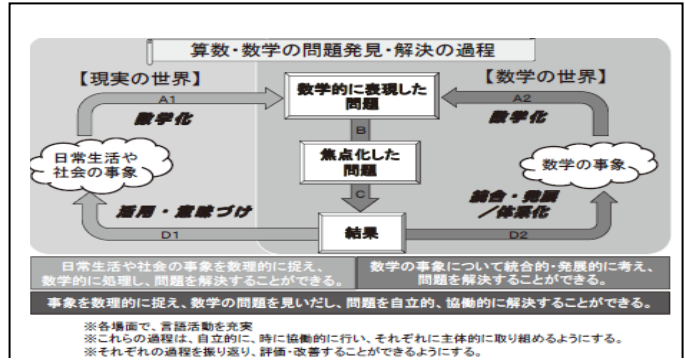 算数・数学の問題発見・解決の過程
【現実の世界】
【数学の世界】
A1
数学化
数学的に表現した
問題
A2
数学化
B
日常生活や
社会の事象
焦点化した
問題
数学の事象
C
活用・意味づけ
D1
結果
統合・発展
／体系化
D2
日常生活や社会の事象を数理的に捉え、
数学的に処理し、問題を解決することができる。
数学の事象について統合的・発展的に考え、
問題を解決することができる。
事象を数理的に捉え、数学の問題を見いだし、問題を自立的、協働的に解決することができる。
※各場面で、言語活動を充実
※これらの過程は、自立的に、時に協働的に行い、それぞれに主体的に取り組めるようにする。
※それぞれの過程を振り返り、評価・改善することができるようにする。